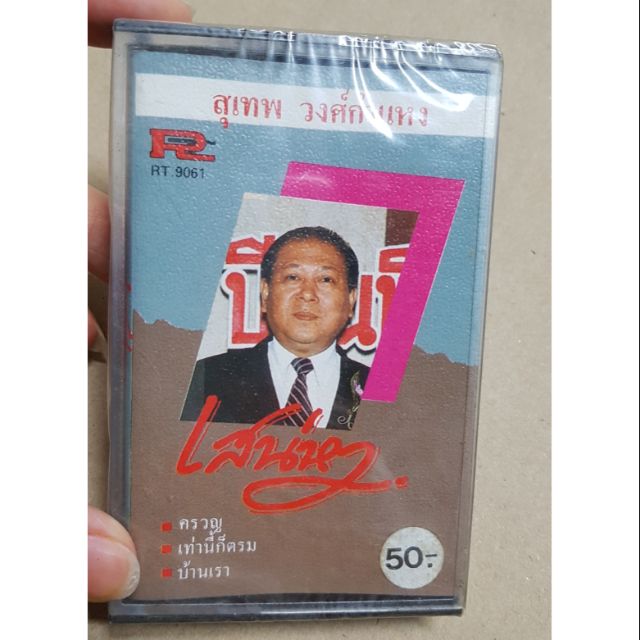 สุเทพ วงศ์กำแหง
R
RT.9061
เสน่หา
ครวญ
เท่านี้ก็ตรม
บ้านเรา
50.-